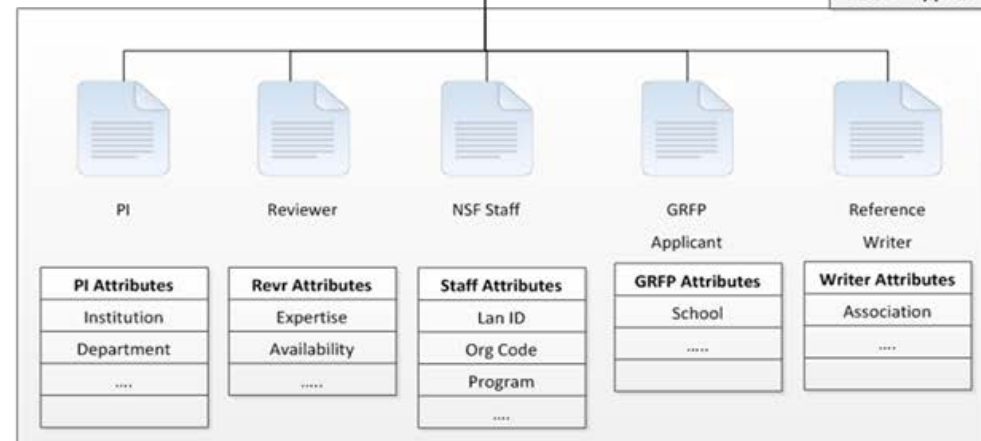 PI
Reviewer
NSF Staff
GRFP
Applicant
Reference
Writer
PI Attributes
Institution
Department
....
Revr Attributes
Expertise
Availability
.....
Staff Attributes
Lan ID
Org Code
Program
....
GRFP Attributes
School
.....
Writer Attributes
Association
....